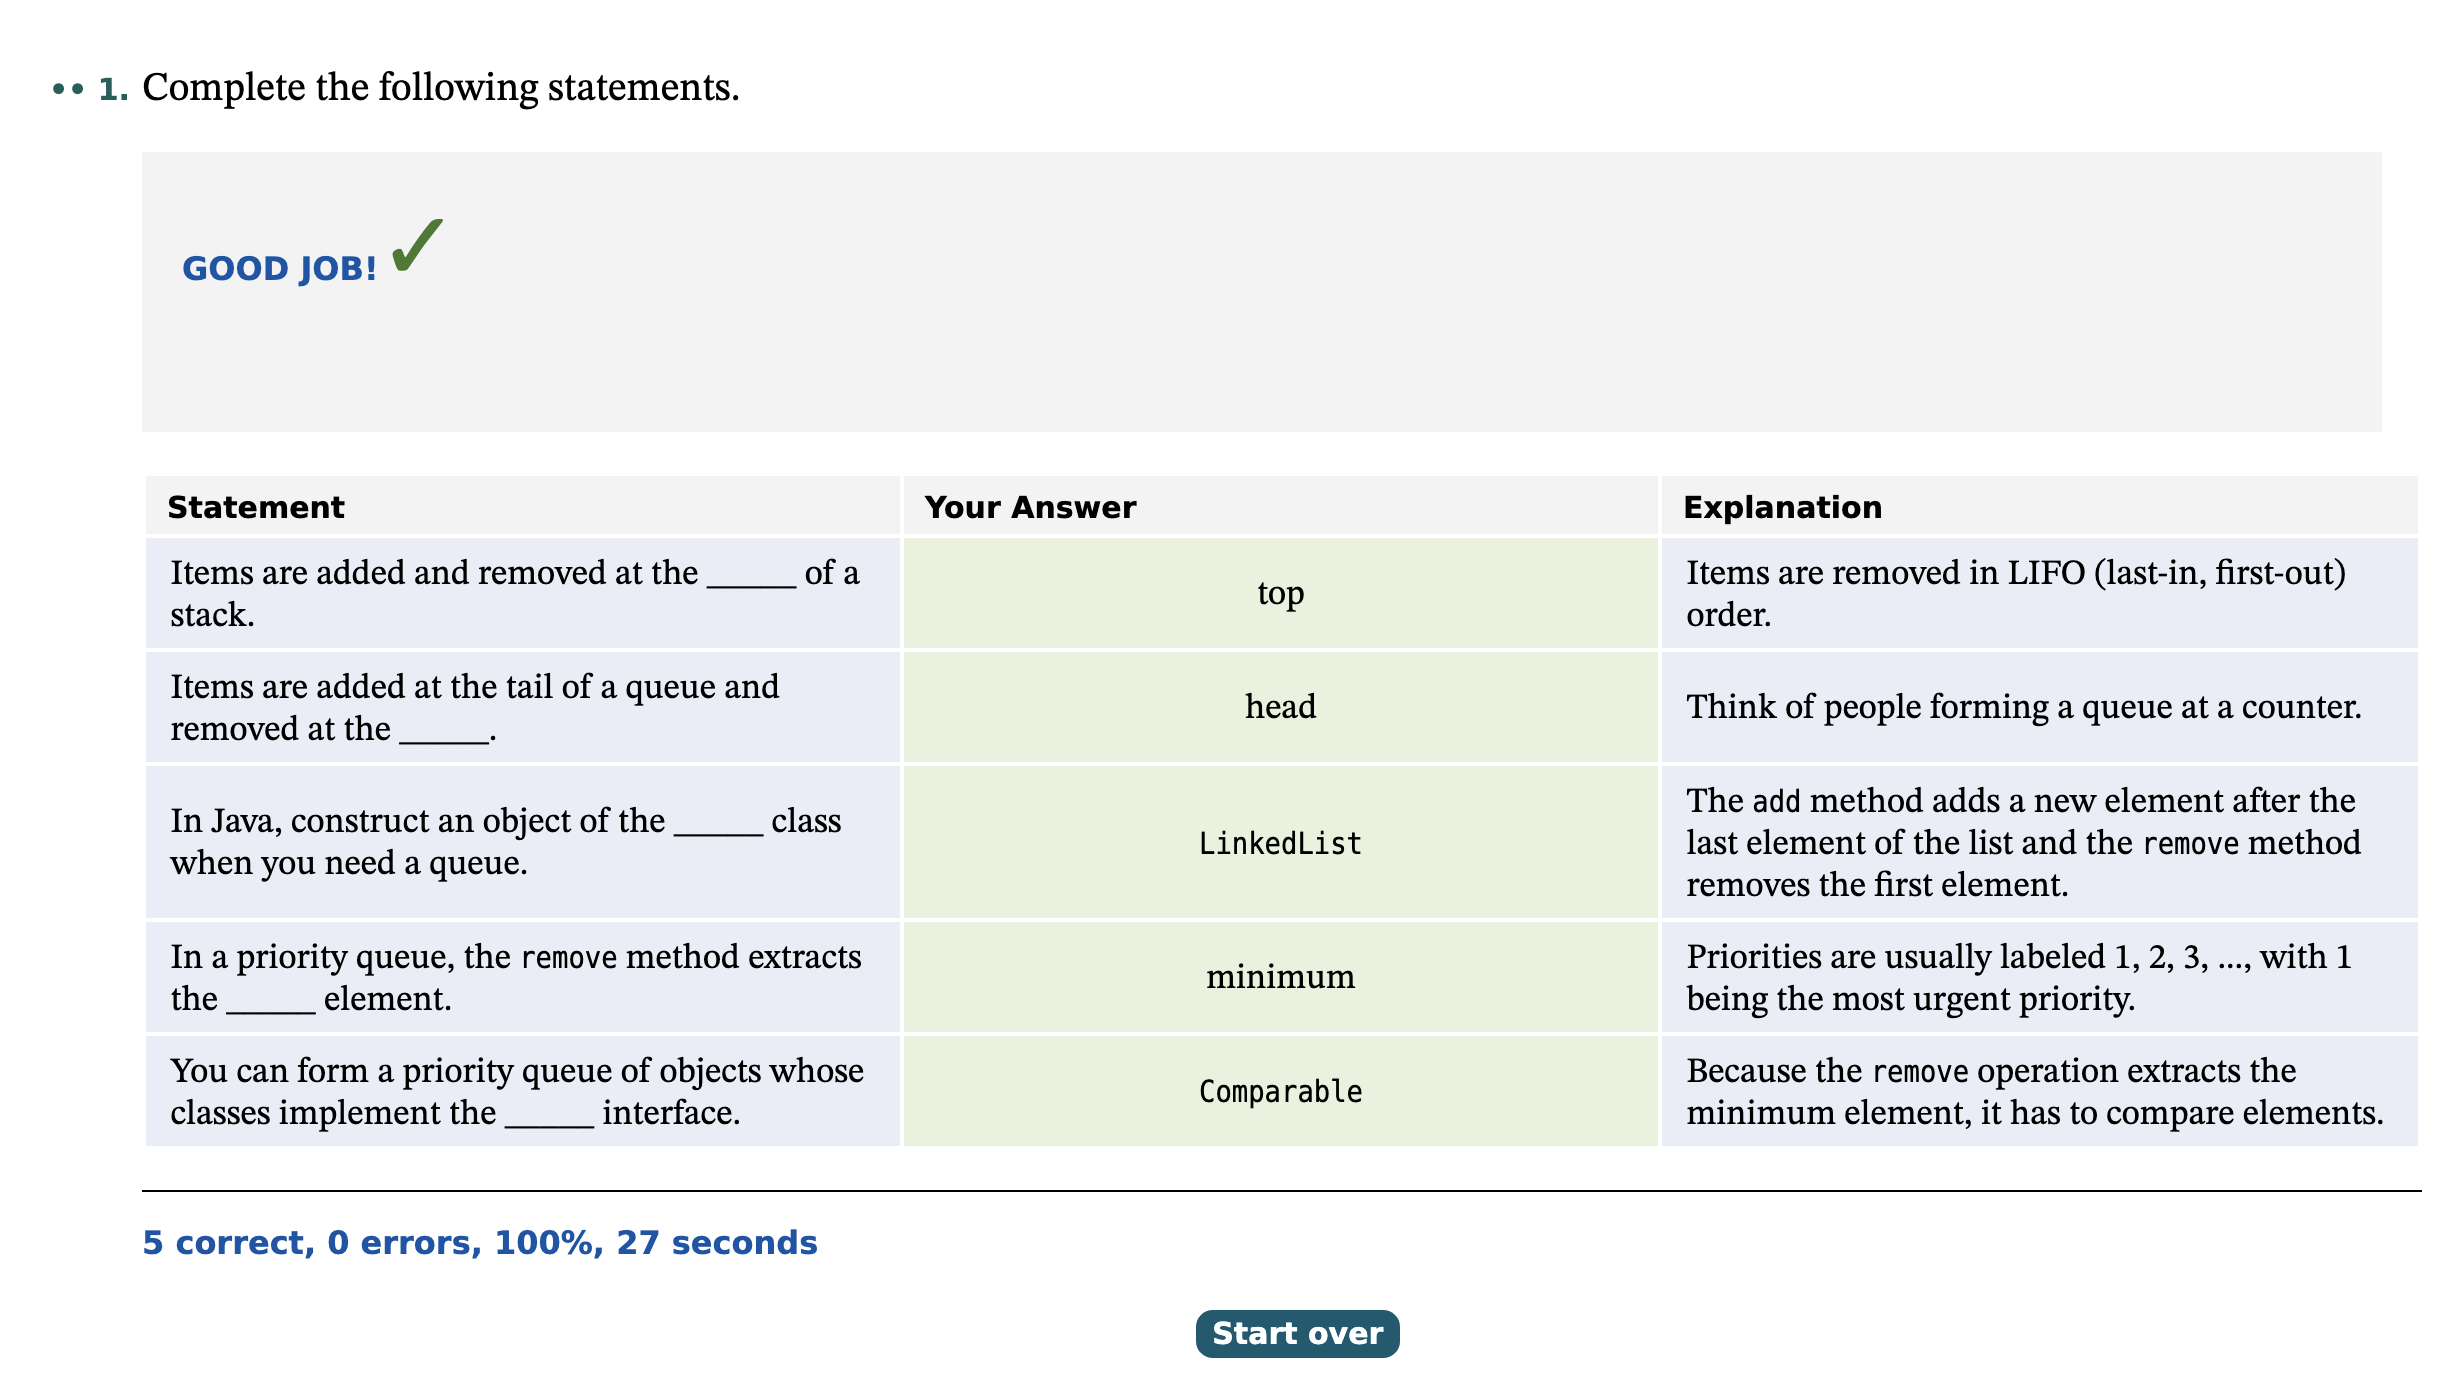 •• 1. Complete the following statements.
GOOD JOB! ✓
Statement
Your Answer
Explanation
Items are added and removed at the _____ of a
stack.
top
Items are removed in LIFO (last-in, first-out)
order.
Items are added at the tail of a queue and
removed at the _____.
head
Think of people forming a queue at a counter.
In Java, construct an object of the _____ class
when you need a queue.
LinkedList
The add method adds a new element after the
last element of the list and the remove method
removes the first element.
In a priority queue, the remove method extracts
the _____ element.
minimum
Priorities are usually labeled 1, 2, 3, ..., with 1
being the most urgent priority.
You can form a priority queue of objects whose
classes implement the _____ interface.
Comparable
Because the remove operation extracts the
minimum element, it has to compare elements.
5 correct, 0 errors, 100%, 27 seconds
Start over